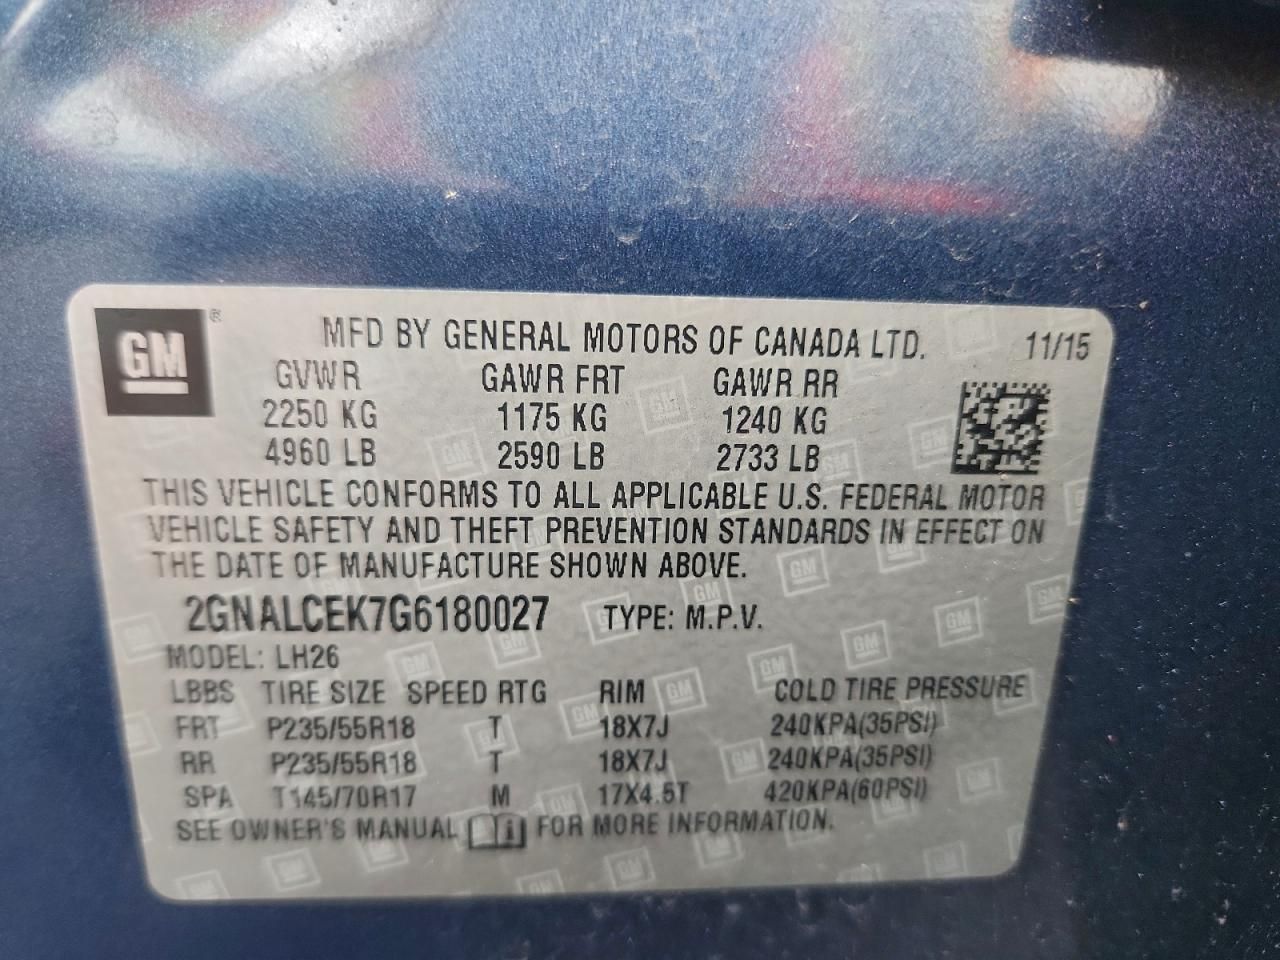 GM ®
MFD BY GENERAL MOTORS OF CANADA LTD. 11/15
GVWR GAWR FRT GAWR RR
2250 KG 1175 KG 1240 KG
4960 LB 2590 LB 2733 LB
THIS VEHICLE CONFORMS TO ALL APPLICABLE U.S. FEDERAL MOTOR
VEHICLE SAFETY AND THEFT PREVENTION STANDARDS IN EFFECT ON
THE DATE OF MANUFACTURE SHOWN ABOVE.
2GNALCEK7G6180027 TYPE: M.P.V.
MODEL: LH26
LBBS TIRE SIZE SPEED RTG RIM COLD TIRE PRESSURE
FRT P235/55R18 T 18X7J 240KPA(35PSI)
RR P235/55R18 T 18X7J 240KPA(35PSI)
SPA T145/70R17 M 17X4.5T 420KPA(60PSI)
SEE OWNER'S MANUAL FOR MORE INFORMATION.